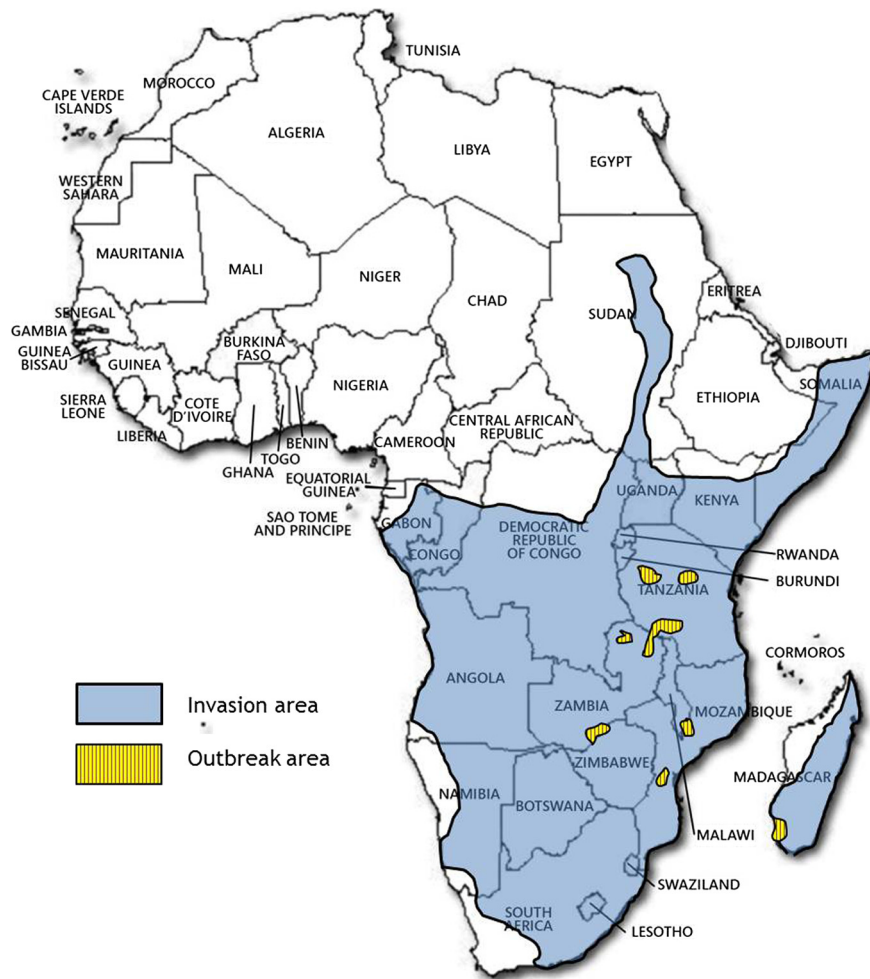 TUNISIA
MOROCCO
CAPE VERDE
ISLANDS
ALGERIA
LIBYA
EGYPT
WESTERN
SAHARA
MAURITANIA
MALI
NIGER
CHAD
SUDAN
ERITREA
SENEGAL
GAMBIA
GUINEA
BISSAU
GUINEA
BURKINA
FASO
DJIBOUTI
SOMALIA
NIGERIA
ETHIOPIA
SIERRA
LEONE
COTE
D'IVOIRE
LIBERIA
GHANA
TOGO
BENIN
CAMEROON
CENTRAL AFRICAN
REPUBLIC
EQUATORIAL
GUINEA
SAO TOME
AND PRINCIPE
GABON
CONGO
DEMOCRATIC
REPUBLIC
OF CONGO
UGANDA
KENYA
RWANDA
BURUNDI
TANZANIA
CORMOROS
ANGOLA
ZAMBIA
MOZAMBIQUE
Invasion area
Outbreak area
ZIMBABWE
MADAGASCAR
NAMIBIA
BOTSWANA
MALAWI
SWAZILAND
SOUTH
AFRICA
LESOTHO